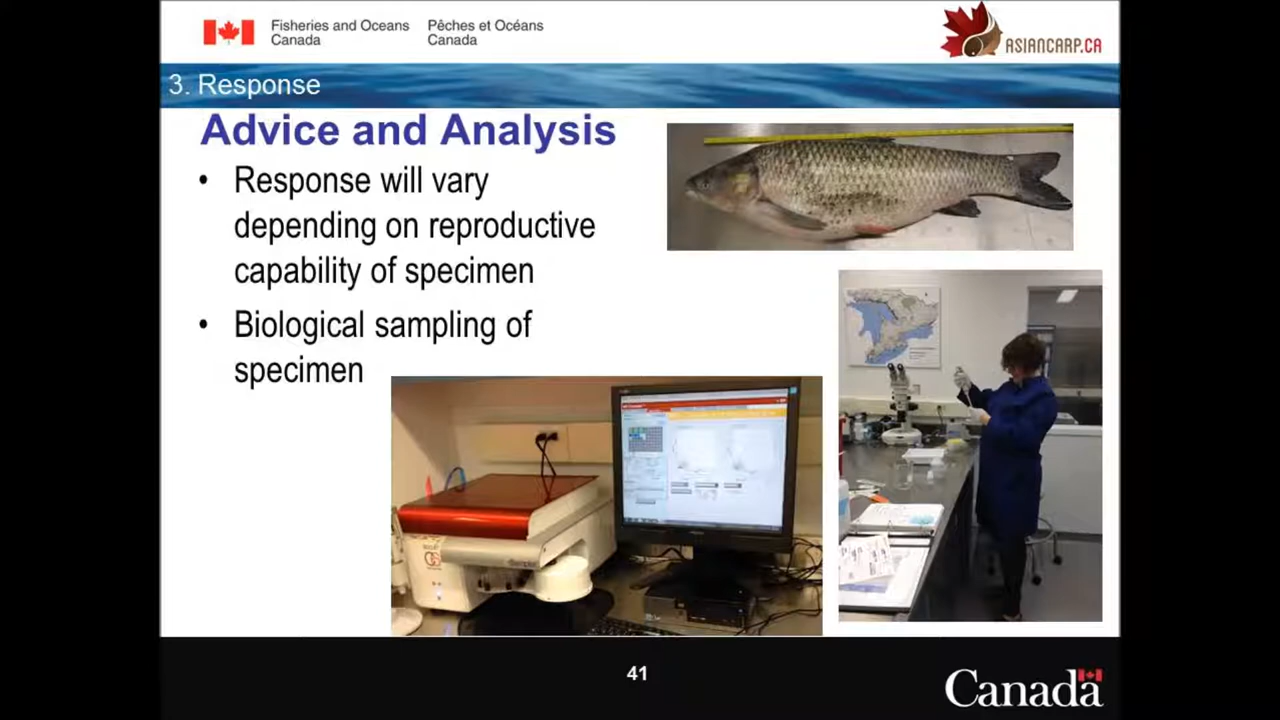 Fisheries and Oceans
Canada
Pêches et Océans
Canada
ASIANCARP.CA
3. Response
Advice and Analysis
• Response will vary
depending on reproductive
capability of specimen
• Biological sampling of
specimen
41
Canada